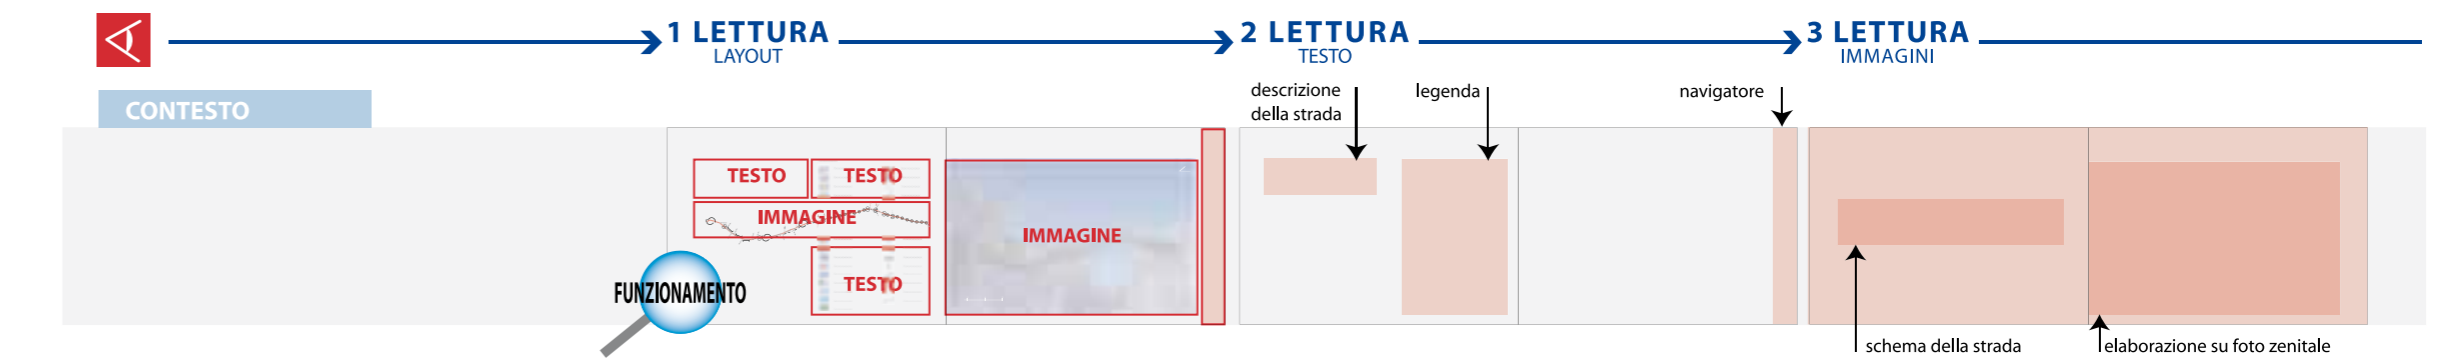 1 LETTURA
LAYOUT
2 LETTURA
TESTO
3 LETTURA
IMMAGINI
CONTESTO
descrizione
della strada
legenda
navigatore
TESTO
TESTO
IMMAGINE
IMMAGINE
TESTO
FUNZIONAMENTO
schema della strada
elaborazione su foto zenitale